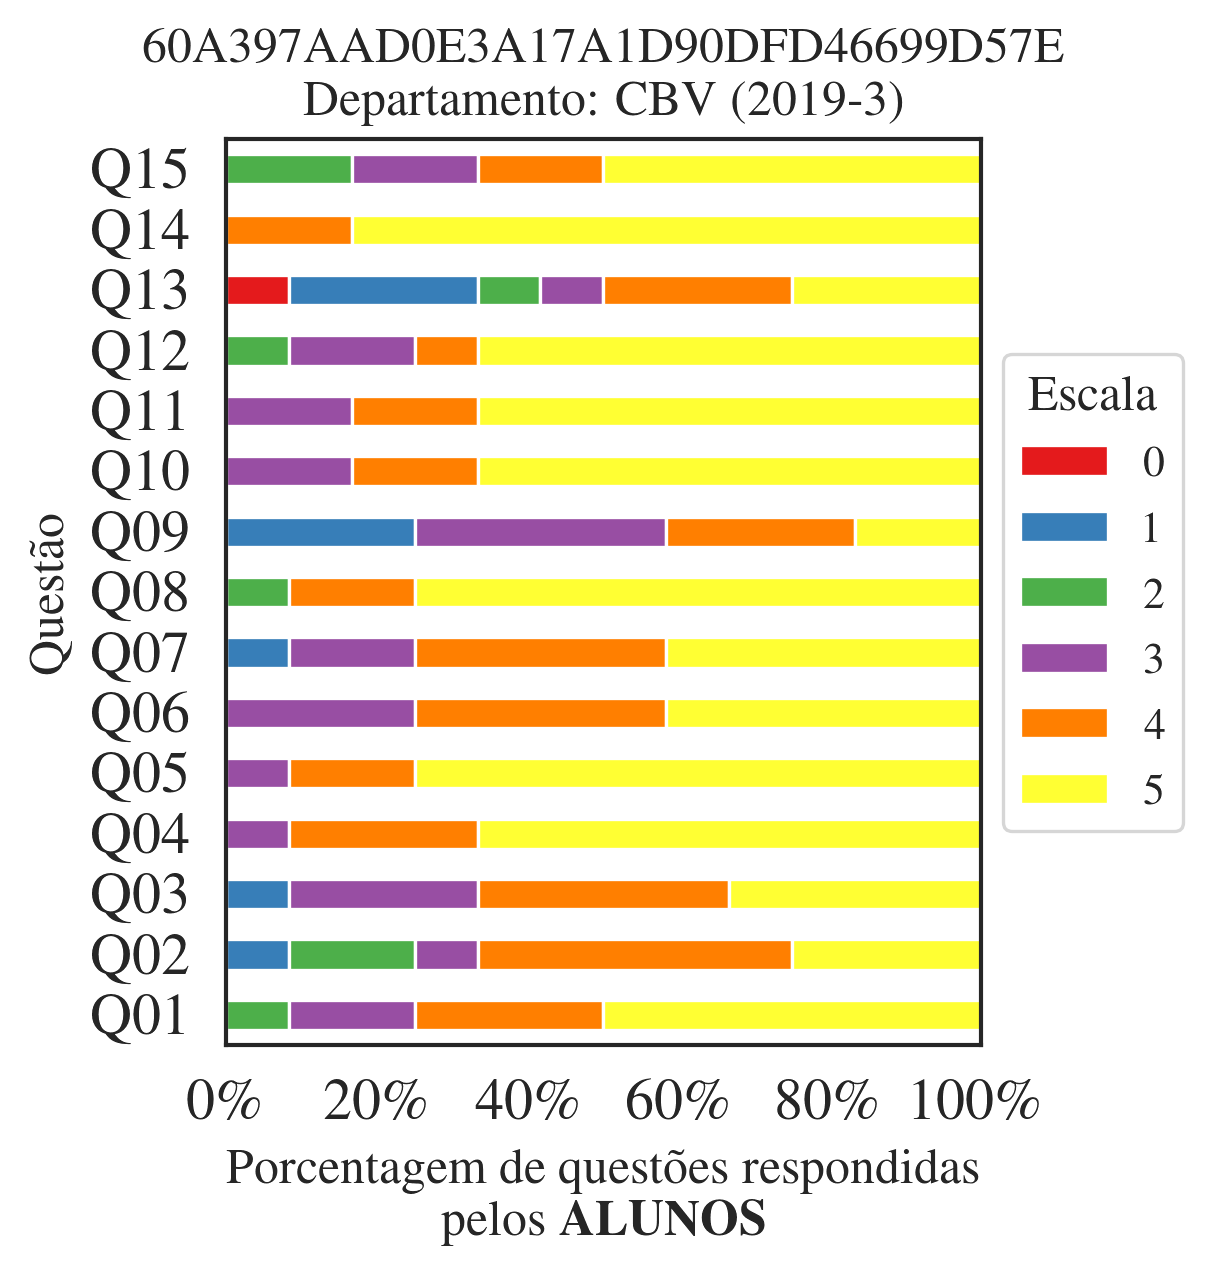 60A397AAD0E3A17A1D90DFD46699D57E
Departamento: CBV (2019-3)
Questão
Q15
Q14
Q13
Q12
Q11
Q10
Q09
Q08
Q07
Q06
Q05
Q04
Q03
Q02
Q01
0% 20% 40% 60% 80% 100%
Porcentagem de questões respondidas
pelos ALUNOS
Escala
0
1
2
3
4
5